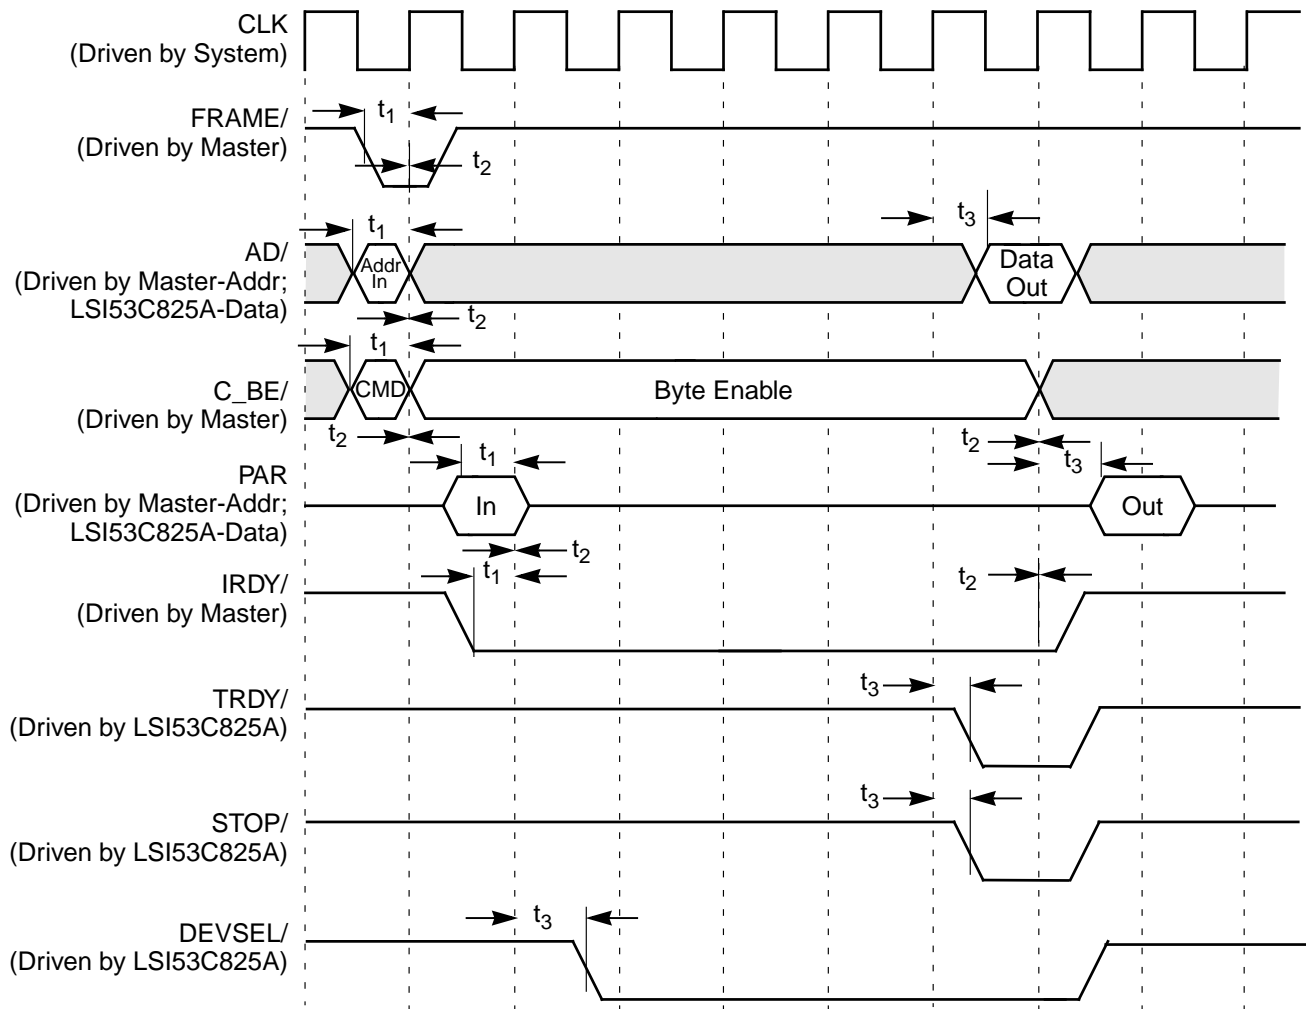 CLK
(Driven by System)
FRAME/
(Driven by Master)
t1
t2
AD/
(Driven by Master-Addr;
LSI53C825A-Data)
t1
Addr
In
t2
t3
Data
Out
C_BE/
(Driven by Master)
t1
CMD
Byte Enable
t2
t2
PAR
(Driven by Master-Addr;
LSI53C825A-Data)
t1
In
t2
t3
Out
IRDY/
(Driven by Master)
t1
t2
TRDY/
(Driven by LSI53C825A)
t3
STOP/
(Driven by LSI53C825A)
t3
DEVSEL/
(Driven by LSI53C825A)
t3